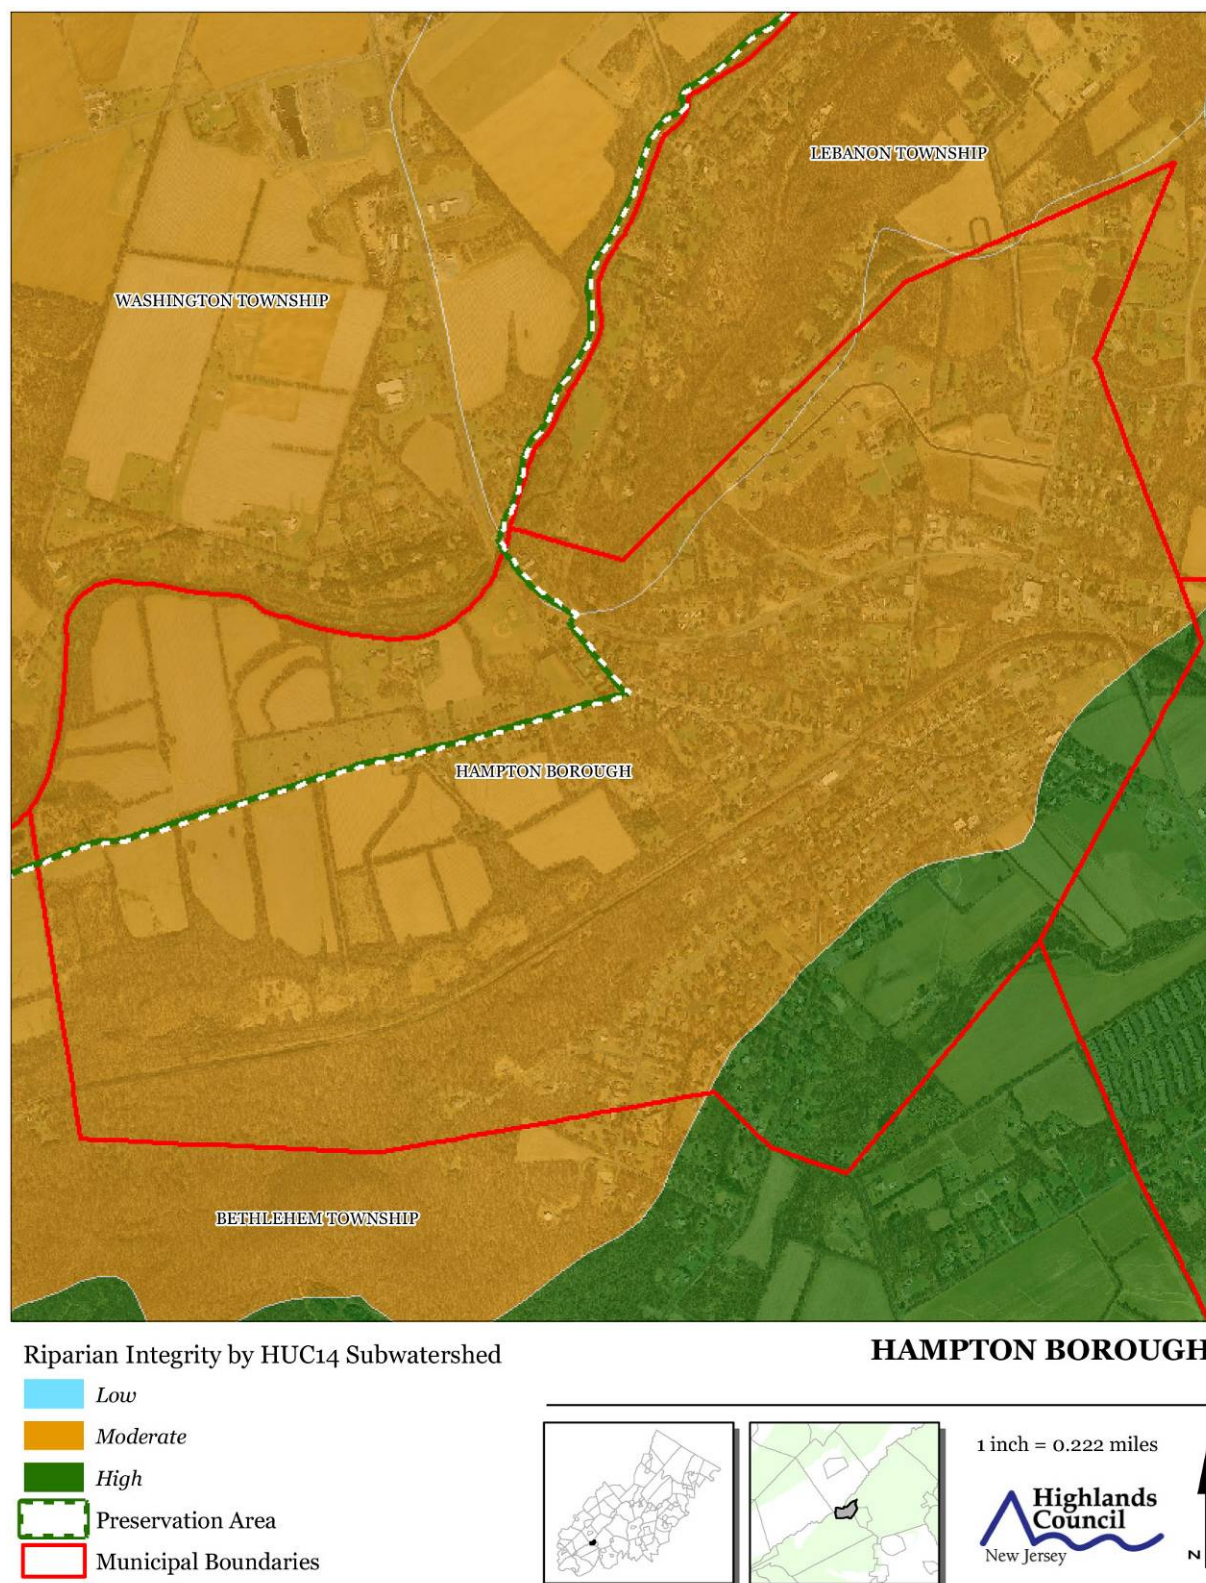 LEBANON TOWNSHIP
WASHINGTON TOWNSHIP
HAMPTON BOROUGH
BETHLEHEM TOWNSHIP
Riparian Integrity by HUC14 Subwatershed
Low
Moderate
High
Preservation Area
Municipal Boundaries
HAMPTON BOROUGH
1 inch = 0.222 miles
Highlands
Council
New Jersey
N